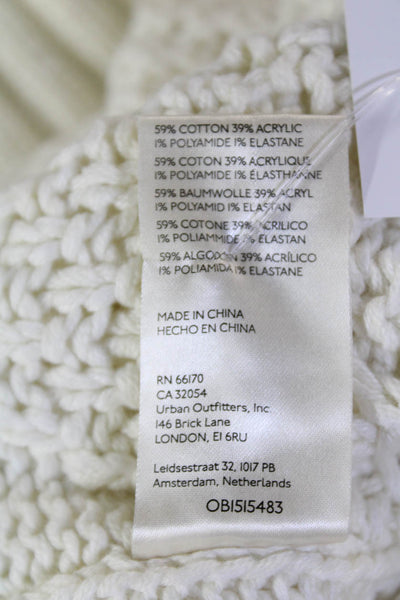 59% COTTON 39% ACRYLIC
1% POLYAMIDE 1% ELASTANE
59% COTON 39% ACRYLIQUE
1% POLYAMIDE 1% ÉLASTHANNE
59% BAUMWOLLE 39% ACRYL
1% POLYAMID 1% ELASTAN
59% COTONE 39% ACRILICO
1% POLIAMMIDE 1% ELASTAN
59% ALGODÓN 39% ACRÍLICO
1% POLIAMIDA 1% ELASTANE
MADE IN CHINA
HECHO EN CHINA
RN 66170
CA 32054
Urban Outfitters, Inc
146 Brick Lane
LONDON, E1 6RU
Leidsestraat 32, 1017 PB
Amsterdam, Netherlands
OB1515483